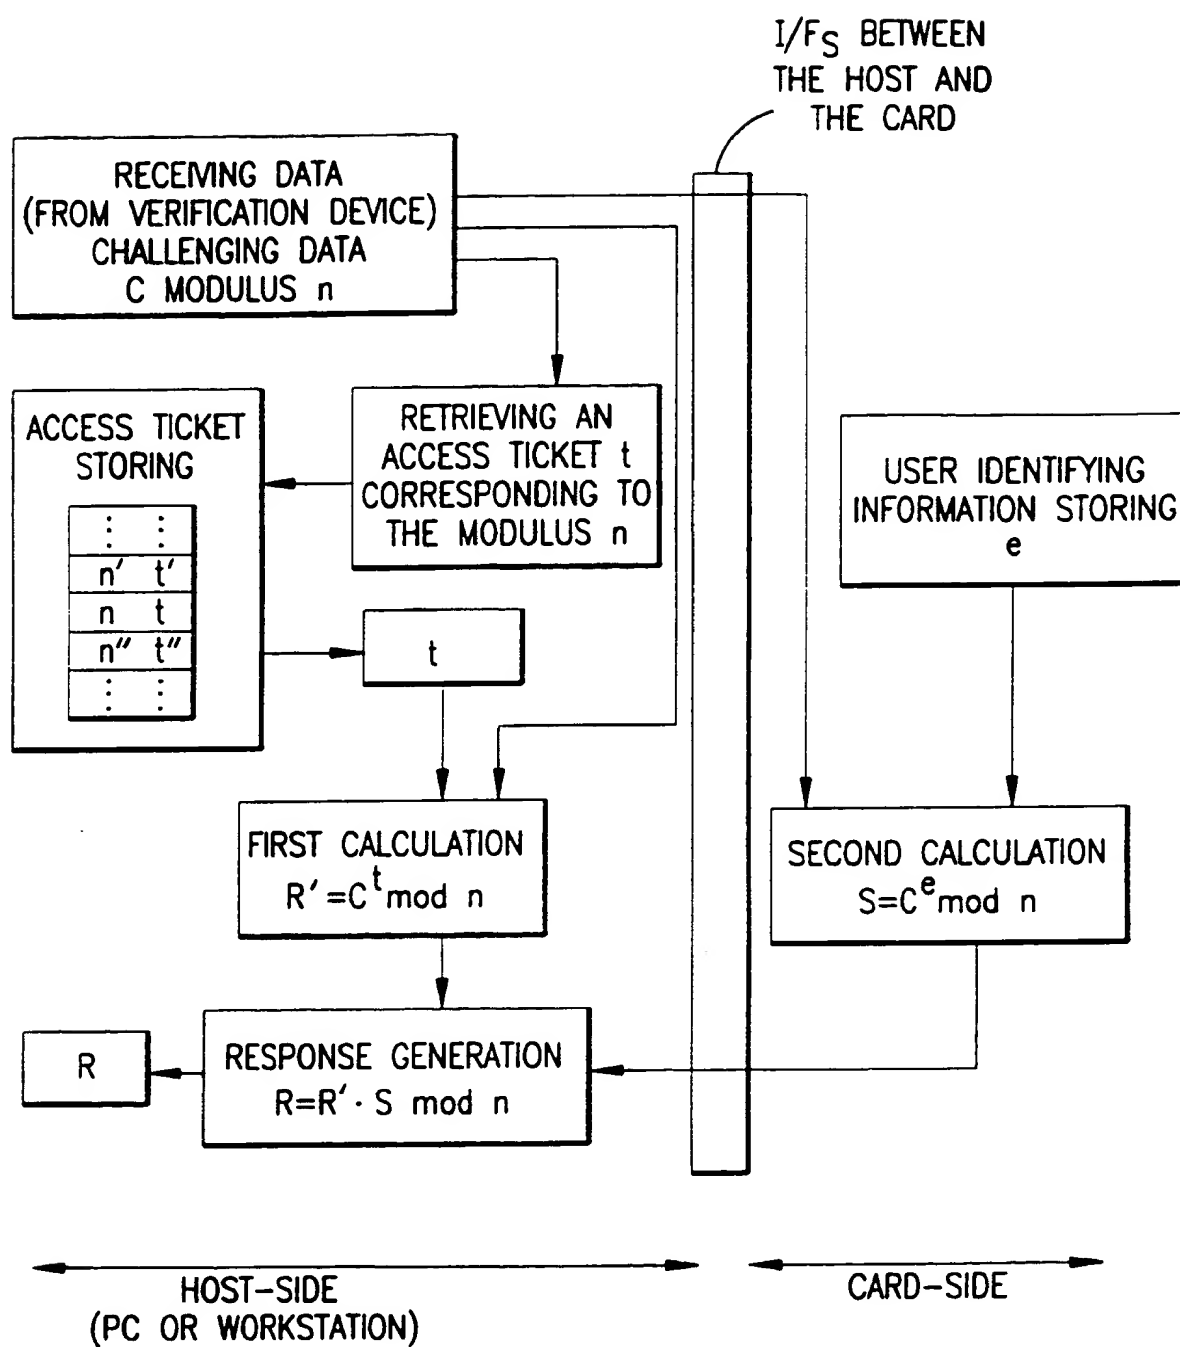 I/FS BETWEEN
THE HOST AND
THE CARD
RECEIVING DATA
(FROM VERIFICATION DEVICE)
CHALLENGING DATA
C MODULUS n
ACCESS TICKET
STORING
n′ t′
n t
n″ t″
RETRIEVING AN
ACCESS TICKET t
CORRESPONDING TO
THE MODULUS n
USER IDENTIFYING
INFORMATION STORING
e
t
FIRST CALCULATION
R′=C^t mod n
SECOND CALCULATION
S=C^e mod n
R
RESPONSE GENERATION
R=R′· S mod n
HOST-SIDE
(PC OR WORKSTATION)
CARD-SIDE